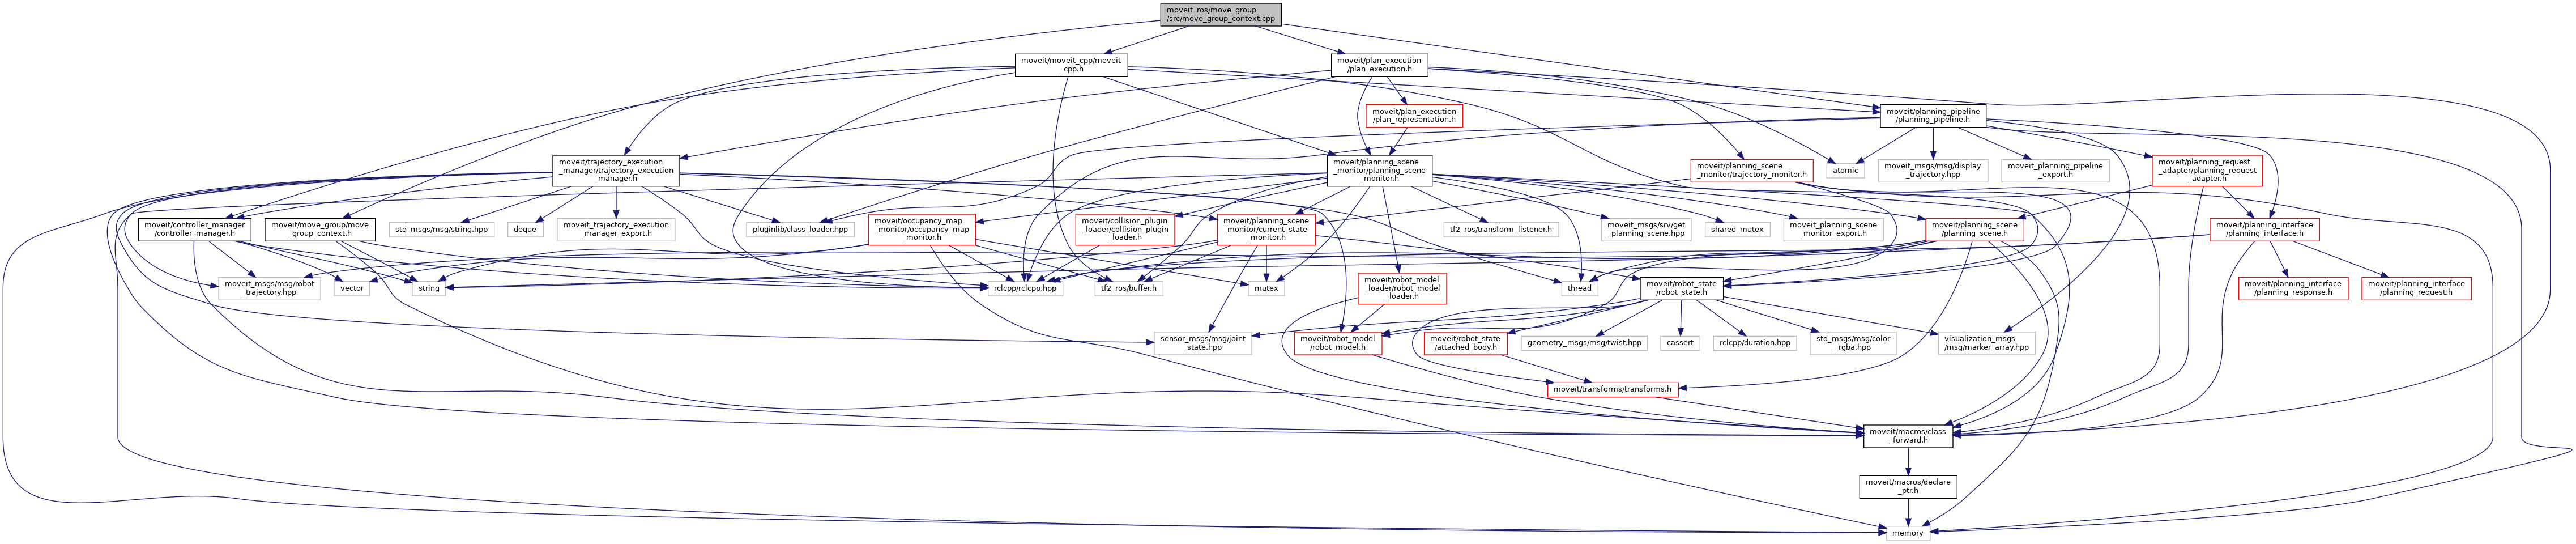 moveit_ros/move_group
/src/move_group_context.cpp
moveit/moveit_cpp/moveit
_cpp.h
moveit/plan_execution
/plan_execution.h
moveit/plan_execution
/plan_representation.h
moveit/planning_pipeline
/planning_pipeline.h
moveit/trajectory_execution
_manager/trajectory_execution
_manager.h
moveit/planning_scene
_monitor/planning_scene
_monitor.h
moveit/planning_scene
_monitor/trajectory_monitor.h
atomic
moveit_msgs/msg/display
_trajectory.hpp
moveit_planning_pipeline
_export.h
moveit/planning_request
_adapter/planning_request
_adapter.h
moveit/controller_manager
/controller_manager.h
moveit/move_group/move
_group_context.h
std_msgs/msg/string.hpp
deque
moveit_trajectory_execution
_manager_export.h
pluginlib/class_loader.hpp
moveit/occupancy_map
_monitor/occupancy_map
_monitor.h
moveit/collision_plugin
_loader/collision_plugin
_loader.h
moveit/planning_scene
_monitor/current_state
_monitor.h
tf2_ros/transform_listener.h
moveit_msgs/srv/get
_planning_scene.hpp
shared_mutex
moveit_planning_scene
_monitor_export.h
moveit/planning_scene
/planning_scene.h
moveit/planning_interface
/planning_interface.h
moveit_msgs/msg/robot
_trajectory.hpp
vector
string
rclcpp/rclcpp.hpp
tf2_ros/buffer.h
mutex
moveit/robot_model
_loader/robot_model
_loader.h
thread
moveit/robot_state
/robot_state.h
moveit/planning_interface
/planning_response.h
moveit/planning_interface
/planning_request.h
sensor_msgs/msg/joint
_state.hpp
moveit/robot_model
/robot_model.h
moveit/robot_state
/attached_body.h
geometry_msgs/msg/twist.hpp
cassert
rclcpp/duration.hpp
std_msgs/msg/color
_rgba.hpp
visualization_msgs
/msg/marker_array.hpp
moveit/transforms/transforms.h
moveit/macros/class
_forward.h
moveit/macros/declare
_ptr.h
memory